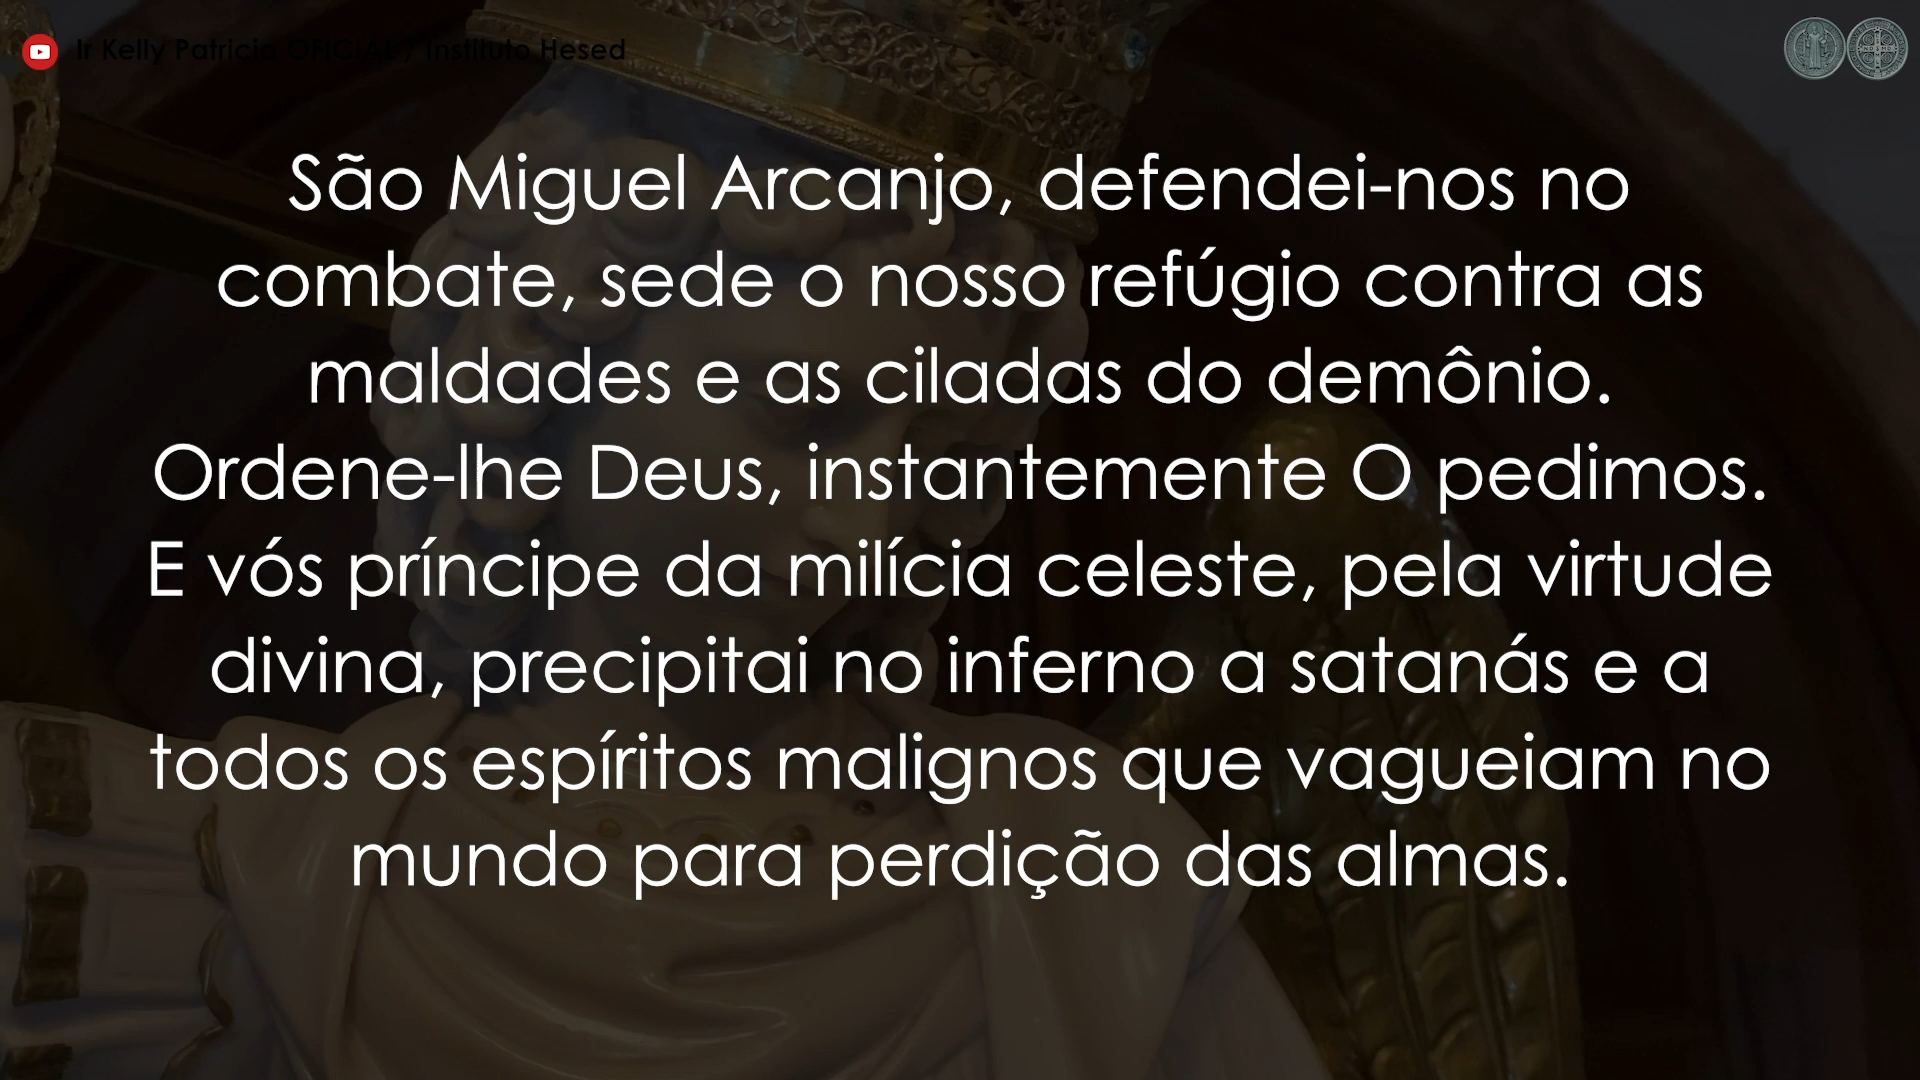 Ir Kelly Patricia OFICIAL / Instituto Hesed
São Miguel Arcanjo, defendei-nos no
combate, sede o nosso refúgio contra as
maldades e as ciladas do demônio.
Ordene-lhe Deus, instantemente O pedimos.
E vós príncipe da milícia celeste, pela virtude
divina, precipitai no inferno a satanás e a
todos os espíritos malignos que vagueiam no
mundo para perdição das almas.